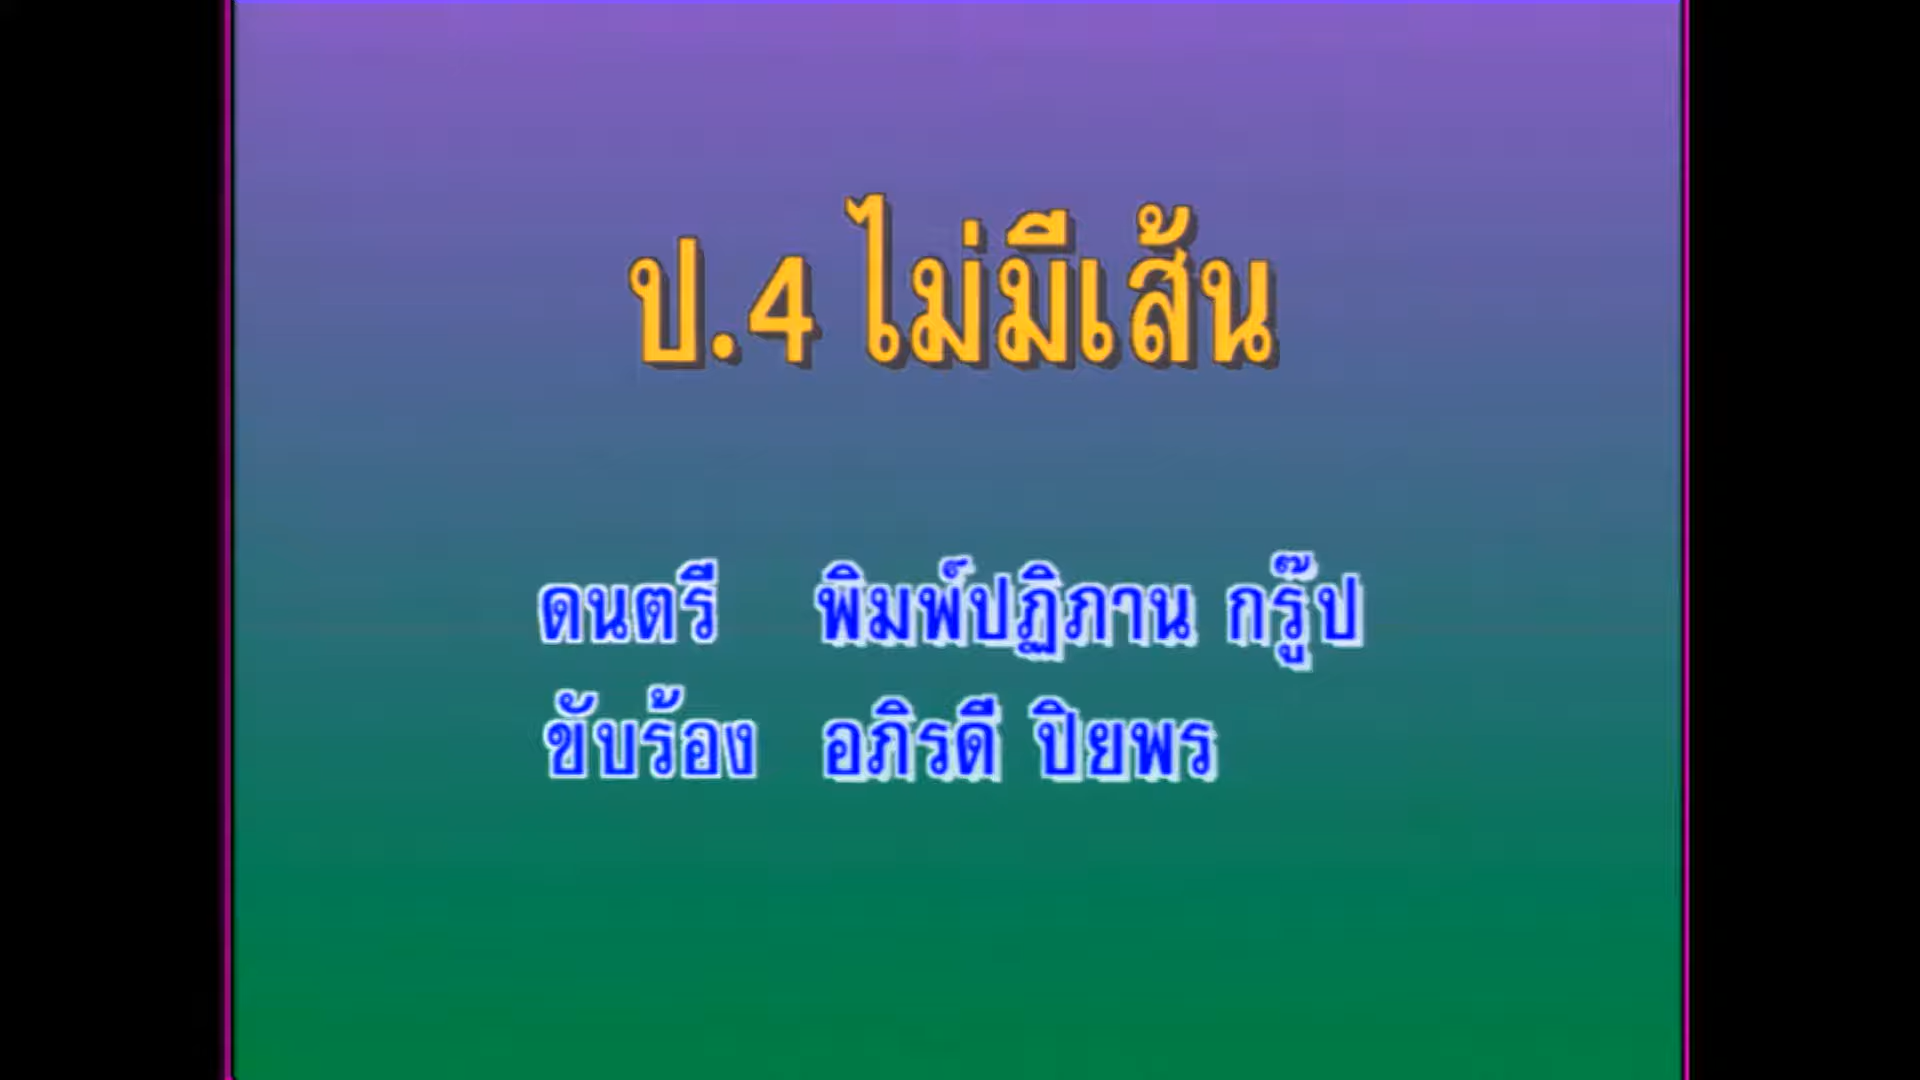 ป.4 ไม่มีเส้น
ดนตรี พิมพ์ปฏิภาน กรุ๊ป
ขับร้อง อภิรดี ปิยพร